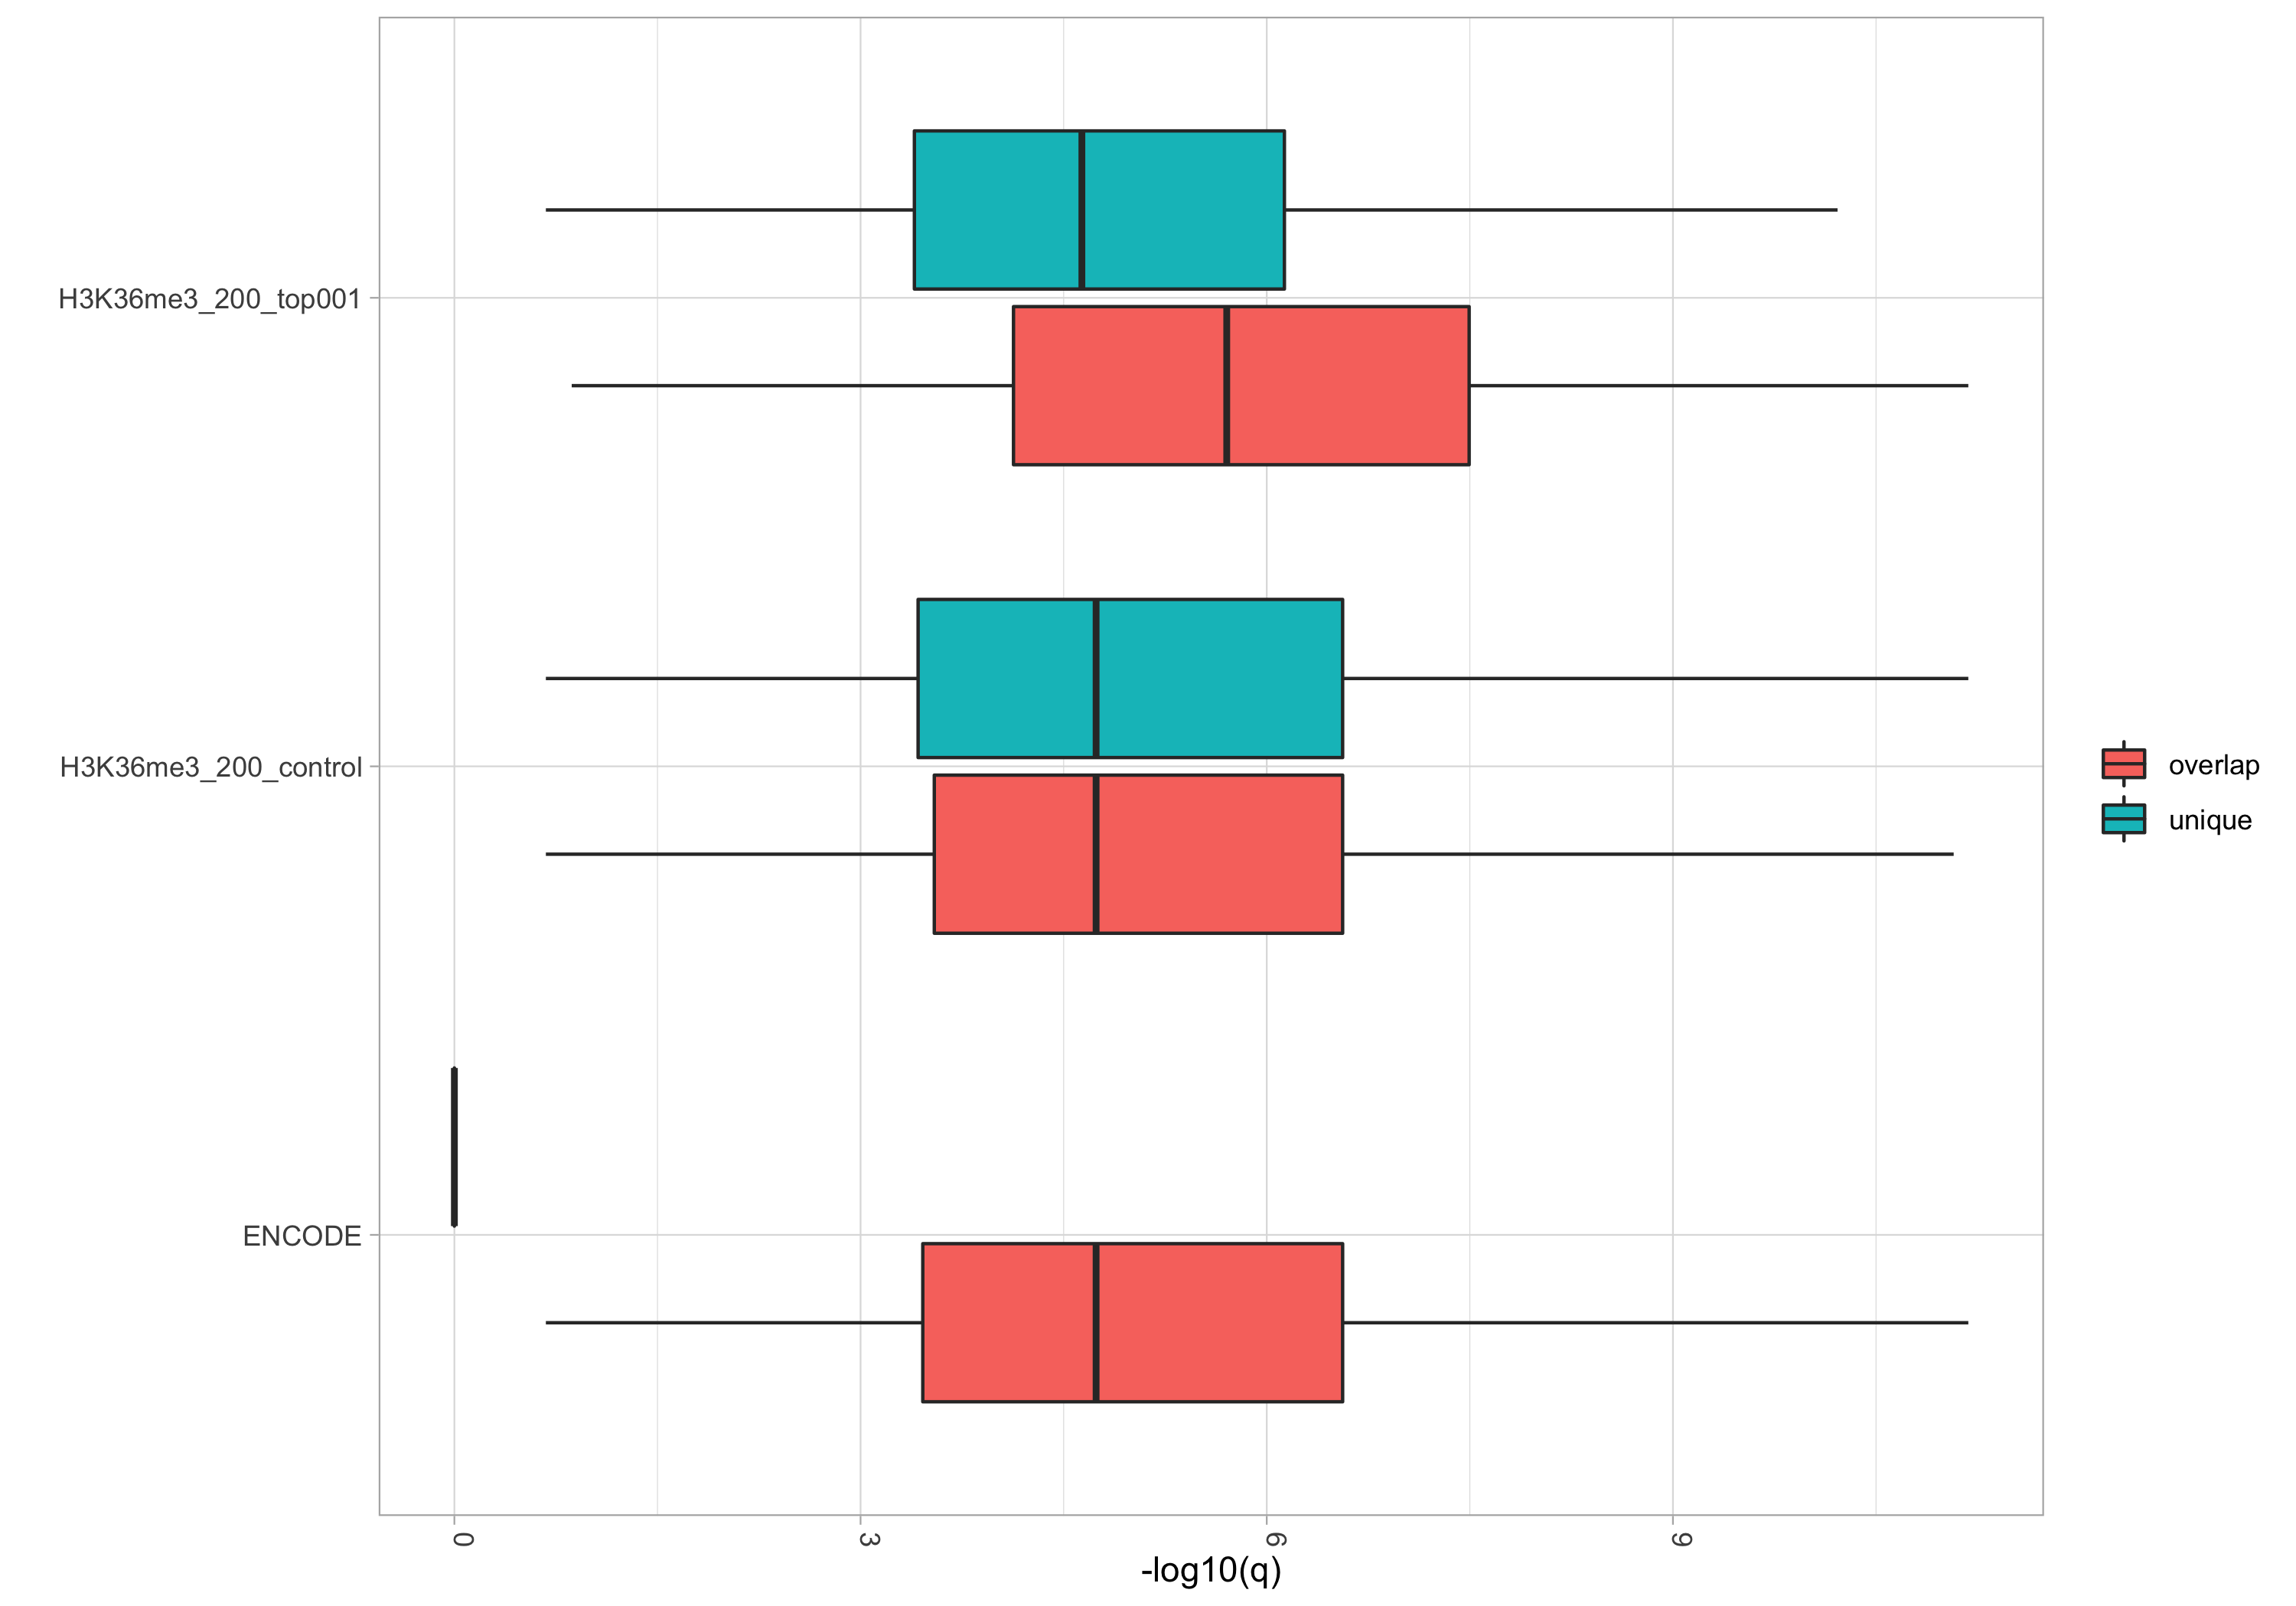 H3K36me3_200_top001
H3K36me3_200_control
ENCODE
0
3
6
9
-log10(q)
overlap
unique